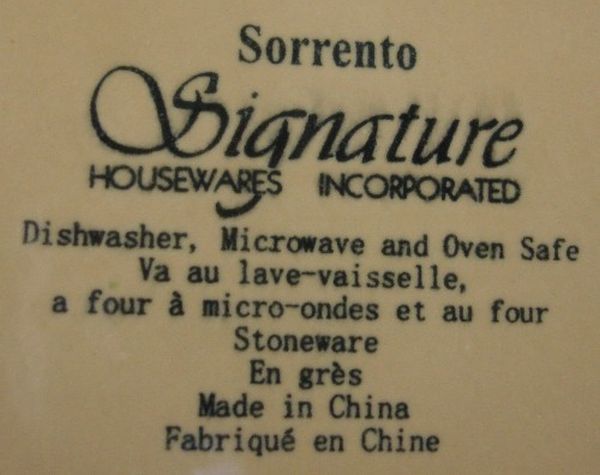 Sorrento
Signature
HOUSEWARES INCORPORATED
Dishwasher, Microwave and Oven Safe
Va au lave-vaisselle,
a four à micro-ondes et au four
Stoneware
En grès
Made in China
Fabriqué en Chine